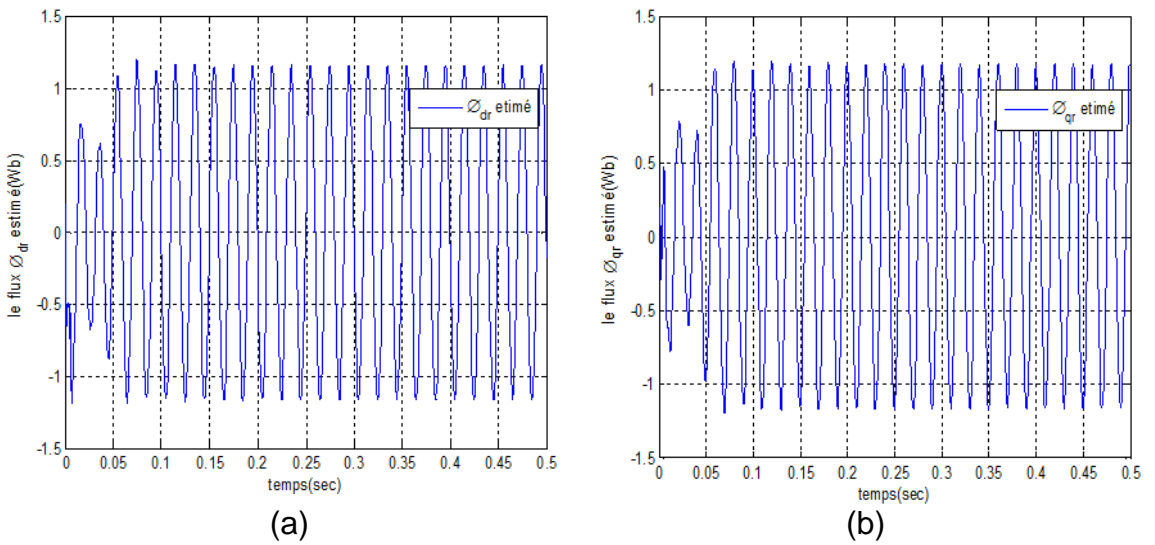 1.5
1
0.5
0
-0.5
-1
-1.5
le flux Ø_dr estimé(Wb)
Ø_dr etimé
0 0.05 0.1 0.15 0.2 0.25 0.3 0.35 0.4 0.45 0.5
temps(sec)
(a)
1.5
1
0.5
0
-0.5
-1
-1.5
le flux Ø_qr estimé(Wb)
Ø_qr etimé
0 0.05 0.1 0.15 0.2 0.25 0.3 0.35 0.4 0.45 0.5
temps(sec)
(b)